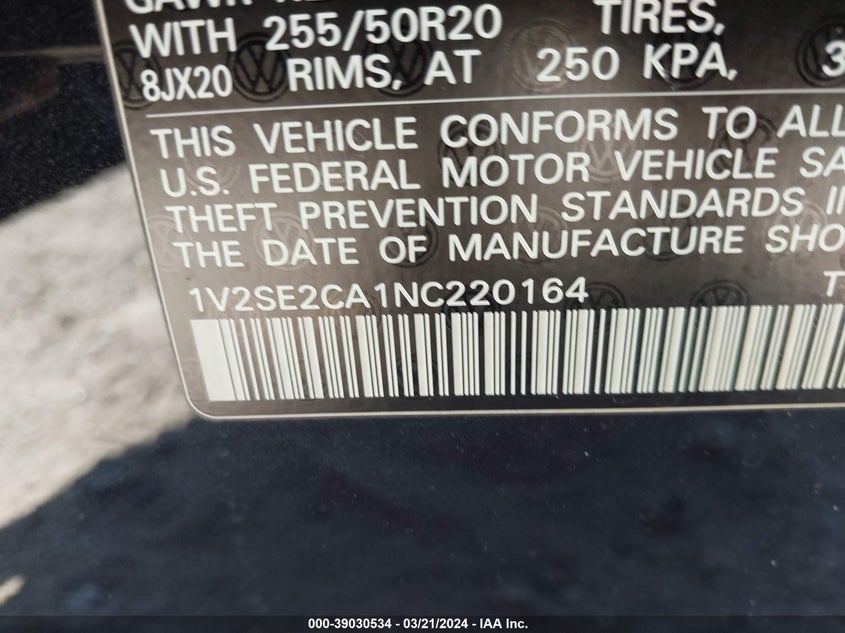 WITH 255/50R20 TIRES,
8JX20 RIMS, AT 250 KPA, 3
THIS VEHICLE CONFORMS TO ALL
U.S. FEDERAL MOTOR VEHICLE SA
THEFT PREVENTION STANDARDS I
THE DATE OF MANUFACTURE SHO
1V2SE2CA1NC220164 T
000-39030534 - 03/21/2024 - IAA Inc.